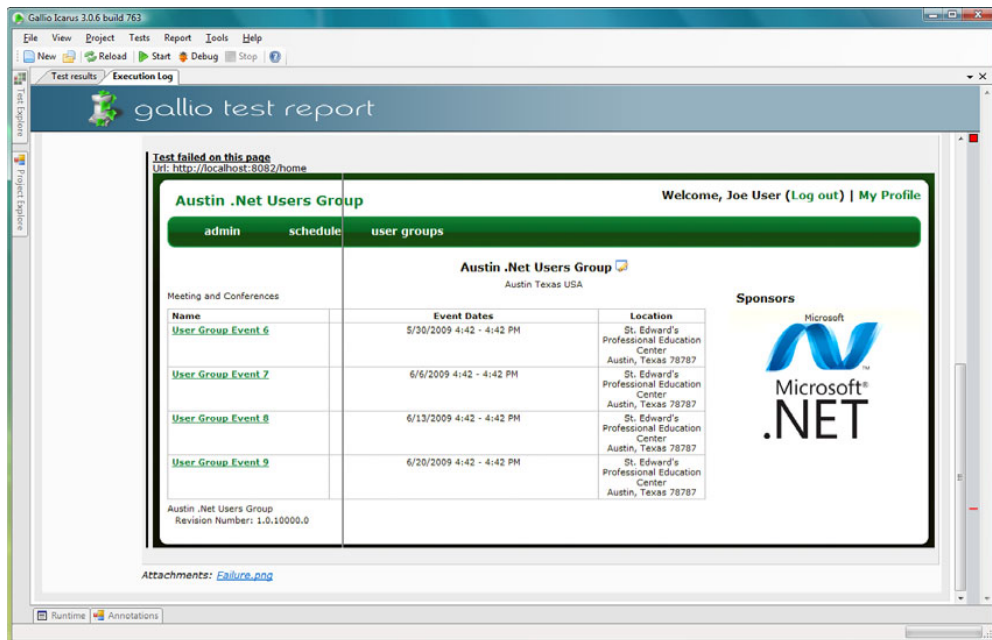 Gallio Icarus 3.0.6 build 763
File View Project Tests Report Tools Help
New Reload Start Debug Stop
Test results Execution Log
Test Explore
Project Explore
gallio test report
Test failed on this page
Url: http://localhost:8082/home
Austin .Net Users Group
Welcome, Joe User (Log out) | My Profile
admin schedule user groups
Austin .Net Users Group
Austin Texas USA
Meeting and Conferences
Sponsors
Name Event Dates Location
User Group Event 6 5/30/2009 4:42 - 4:42 PM St. Edward's
Professional Education
Center
Austin, Texas 78787
User Group Event 7 6/6/2009 4:42 - 4:42 PM St. Edward's
Professional Education
Center
Austin, Texas 78787
User Group Event 8 6/13/2009 4:42 - 4:42 PM St. Edward's
Professional Education
Center
Austin, Texas 78787
User Group Event 9 6/20/2009 4:42 - 4:42 PM St. Edward's
Professional Education
Center
Austin, Texas 78787
Microsoft
Microsoft®
.NET
Austin .Net Users Group
Revision Number: 1.0.10000.0
Attachments: Failure.png
Runtime Annotations